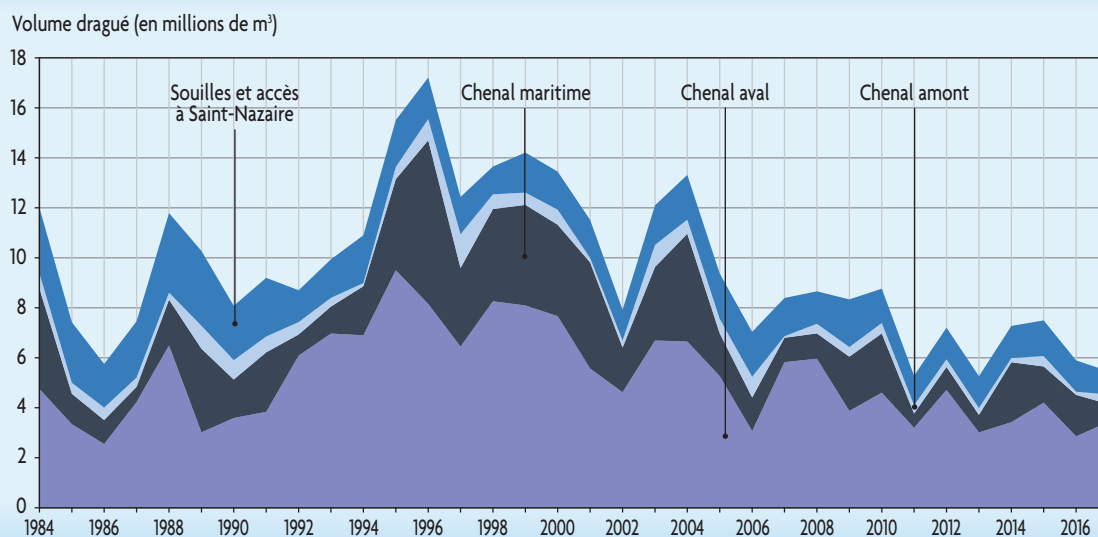 Volume dragué (en millions de m³)
18
16
14
12
10
8
6
4
2
0
Souilles et accès
à Saint-Nazaire
Chenal maritime
Chenal aval
Chenal amont
1984 1986 1988 1990 1992 1994 1996 1998 2000 2002 2004 2006 2008 2010 2012 2014 2016